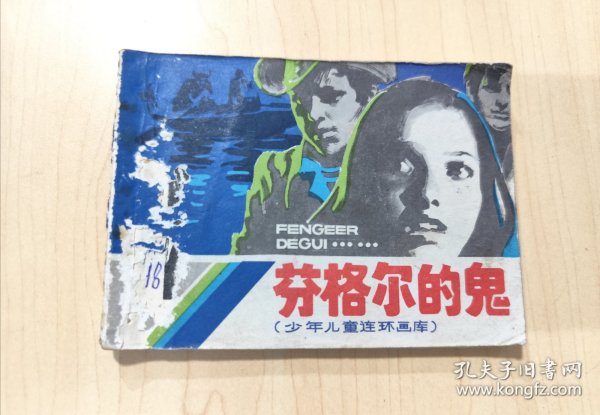 FENGEER
DEGUI……
16
芬格尔的鬼
(少年儿童连环画库)
孔夫子旧书网
www.kongfz.com